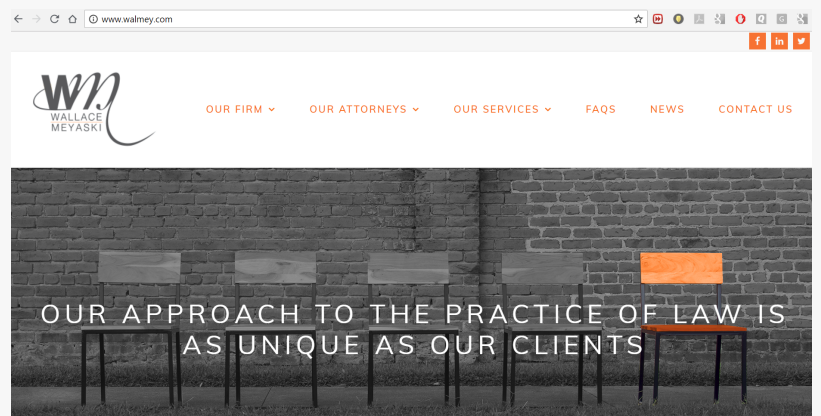 www.walmey.com
WM
WALLACE
MEYASKI
OUR FIRM
OUR ATTORNEYS
OUR SERVICES
FAQS
NEWS
CONTACT US
OUR APPROACH TO THE PRACTICE OF LAW IS
AS UNIQUE AS OUR CLIENTS